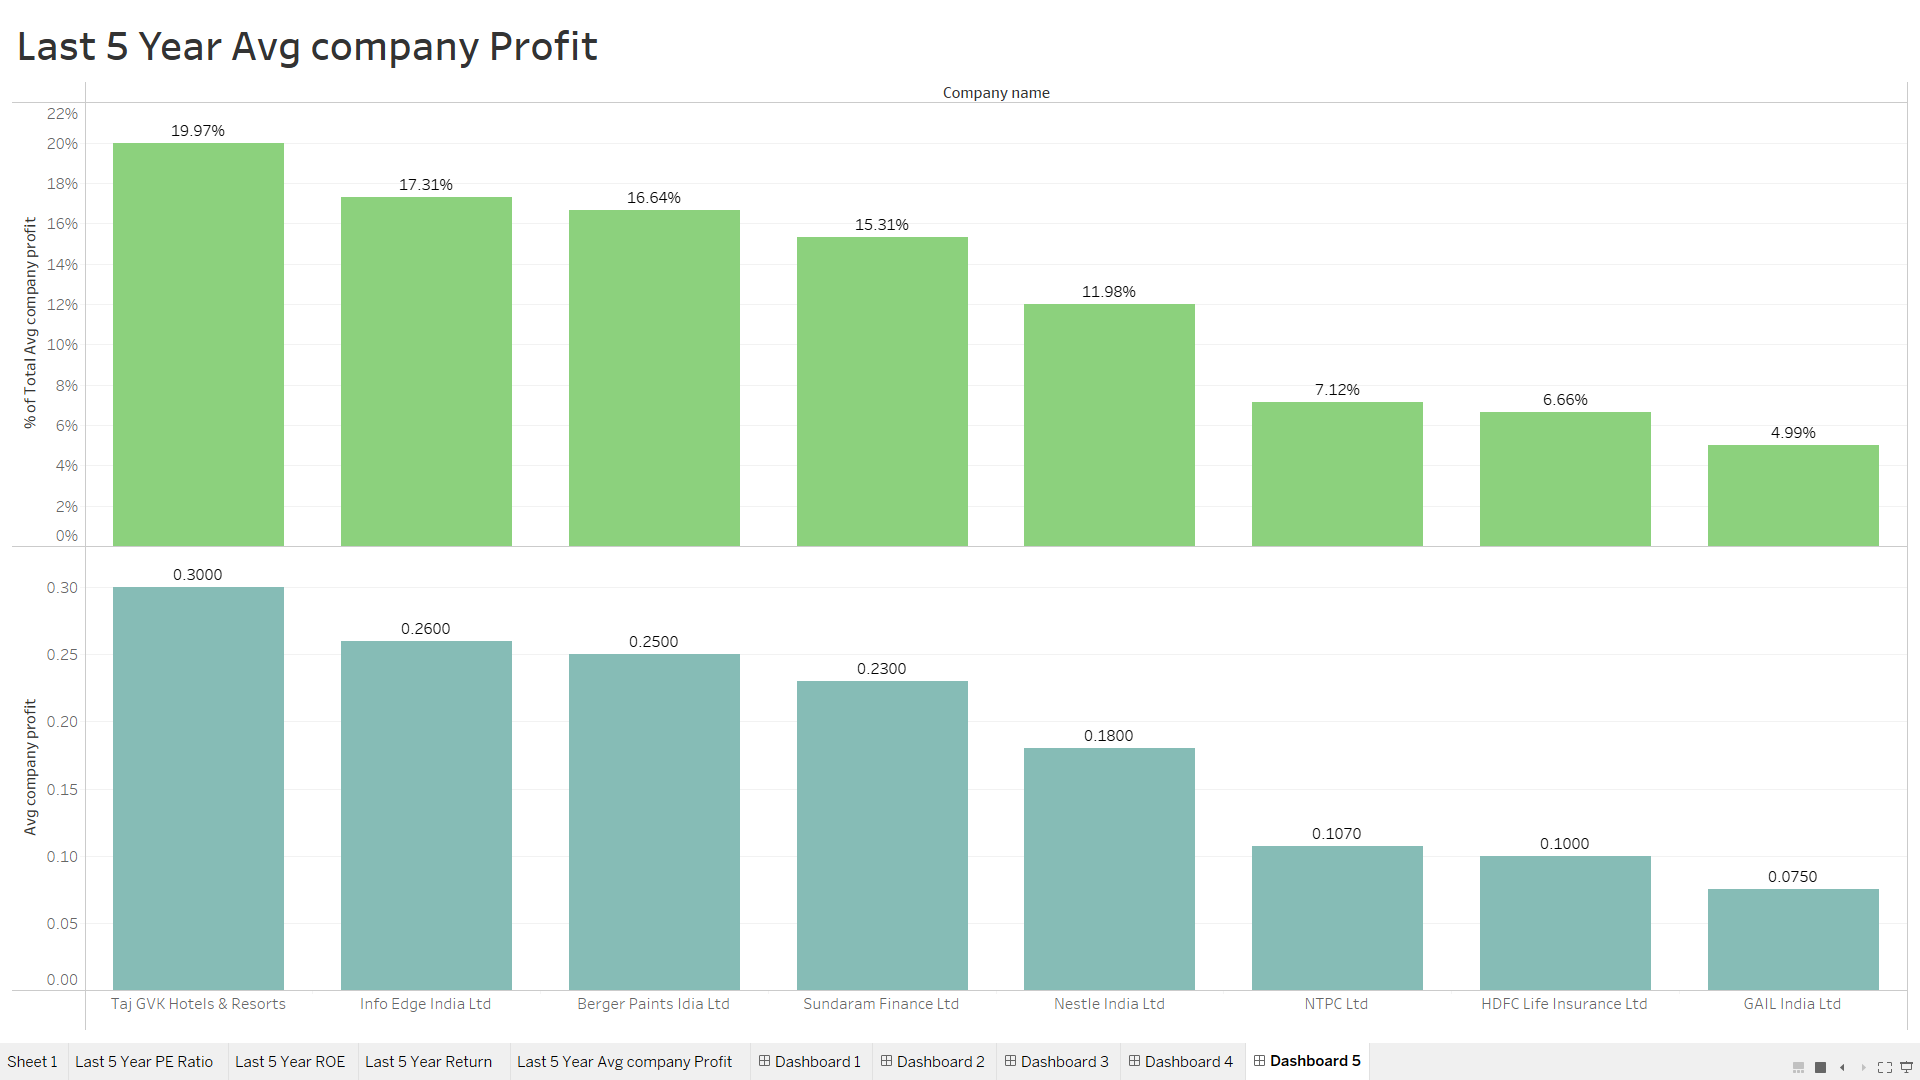 Last 5 Year Avg company Profit
Company name
% of Total Avg company profit
22%
20%
18%
16%
14%
12%
10%
8%
6%
4%
2%
0%
19.97%
17.31%
16.64%
15.31%
11.98%
7.12%
6.66%
4.99%
Avg company profit
0.30
0.25
0.20
0.15
0.10
0.05
0.00
0.3000
0.2600
0.2500
0.2300
0.1800
0.1070
0.1000
0.0750
Taj GVK Hotels & Resorts
Info Edge India Ltd
Berger Paints Idia Ltd
Sundaram Finance Ltd
Nestle India Ltd
NTPC Ltd
HDFC Life Insurance Ltd
GAIL India Ltd
Sheet 1
Last 5 Year PE Ratio
Last 5 Year ROE
Last 5 Year Return
Last 5 Year Avg company Profit
Dashboard 1
Dashboard 2
Dashboard 3
Dashboard 4
Dashboard 5